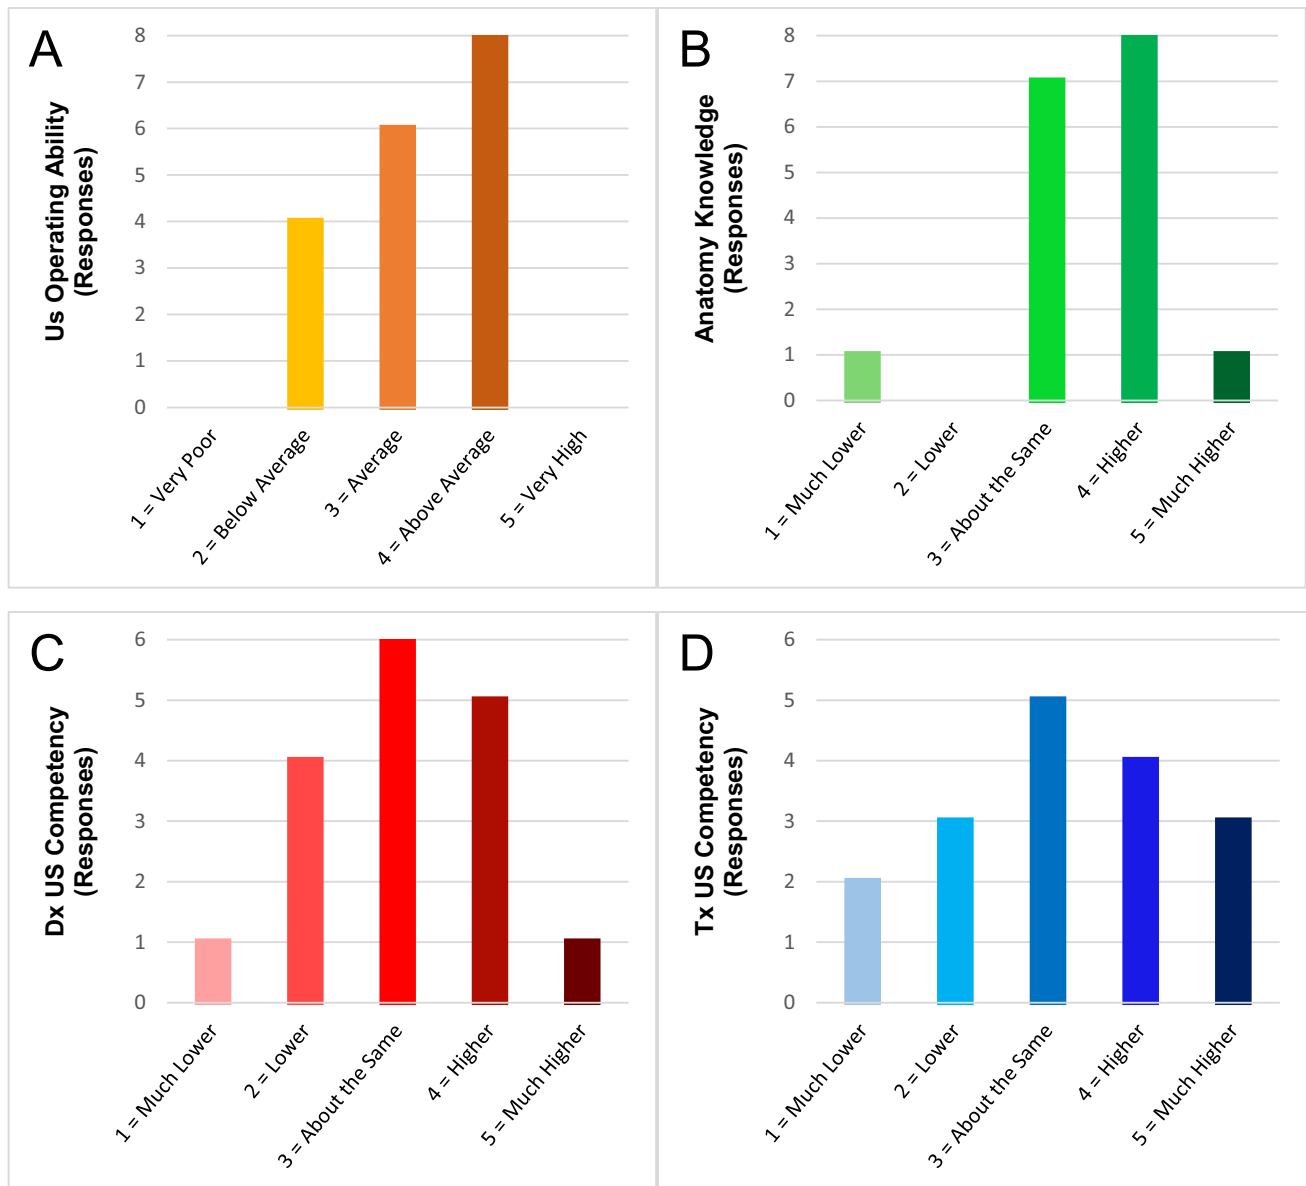 A
Us Operating Ability
(Responses)
8
7
6
5
4
3
2
1
0
1 = Very Poor
2 = Below Average
3 = Average
4 = Above Average
5 = Very High
B
Anatomy Knowledge
(Responses)
8
7
6
5
4
3
2
1
0
1 = Much Lower
2 = Lower
3 = About the Same
4 = Higher
5 = Much Higher
C
Dx US Competency
(Responses)
6
5
4
3
2
1
0
1 = Much Lower
2 = Lower
3 = About the Same
4 = Higher
5 = Much Higher
D
Tx US Competency
(Responses)
6
5
4
3
2
1
0
1 = Much Lower
2 = Lower
3 = About the Same
4 = Higher
5 = Much Higher